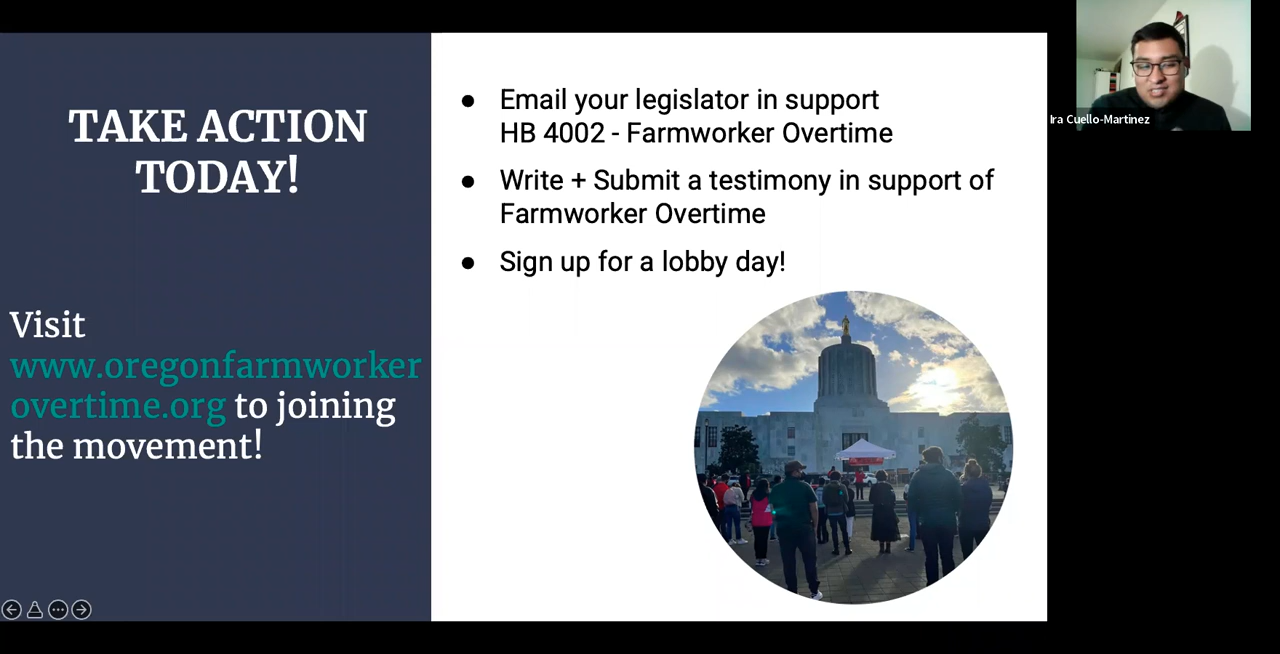 TAKE ACTION
TODAY!
Visit
www.oregonfarmworker
overtime.org to joining
the movement!
● Email your legislator in support
HB 4002 - Farmworker Overtime
● Write + Submit a testimony in support of
Farmworker Overtime
● Sign up for a lobby day!
Ira Cuello-Martinez